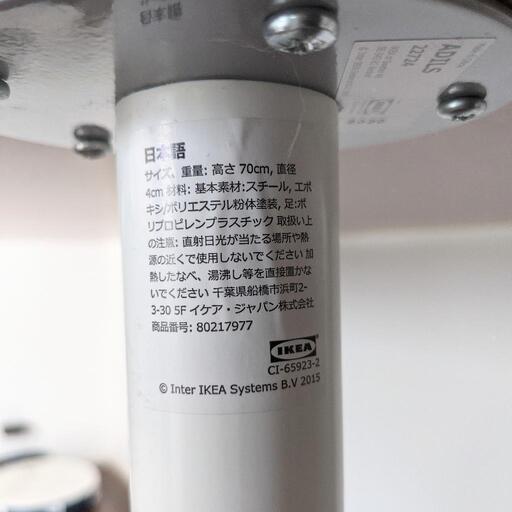 日本語
サイズ、重量: 高さ 70cm, 直径
4cm 材料: 基本素材:スチール, エポ
キシ/ポリエステル粉体塗装, 足:ポ
リプロピレンプラスチック 取扱い上
の注意: 直射日光が当たる場所や熱
源の近くで使用しないでください 加
熱したなべ、湯沸し等を直接置かな
いでください 千葉県船橋市浜町2-
3-30 5F イケア・ジャパン株式会社
商品番号: 80217977
IKEA
CI-65923-2
© Inter IKEA Systems B.V 2015
ADILS
22724